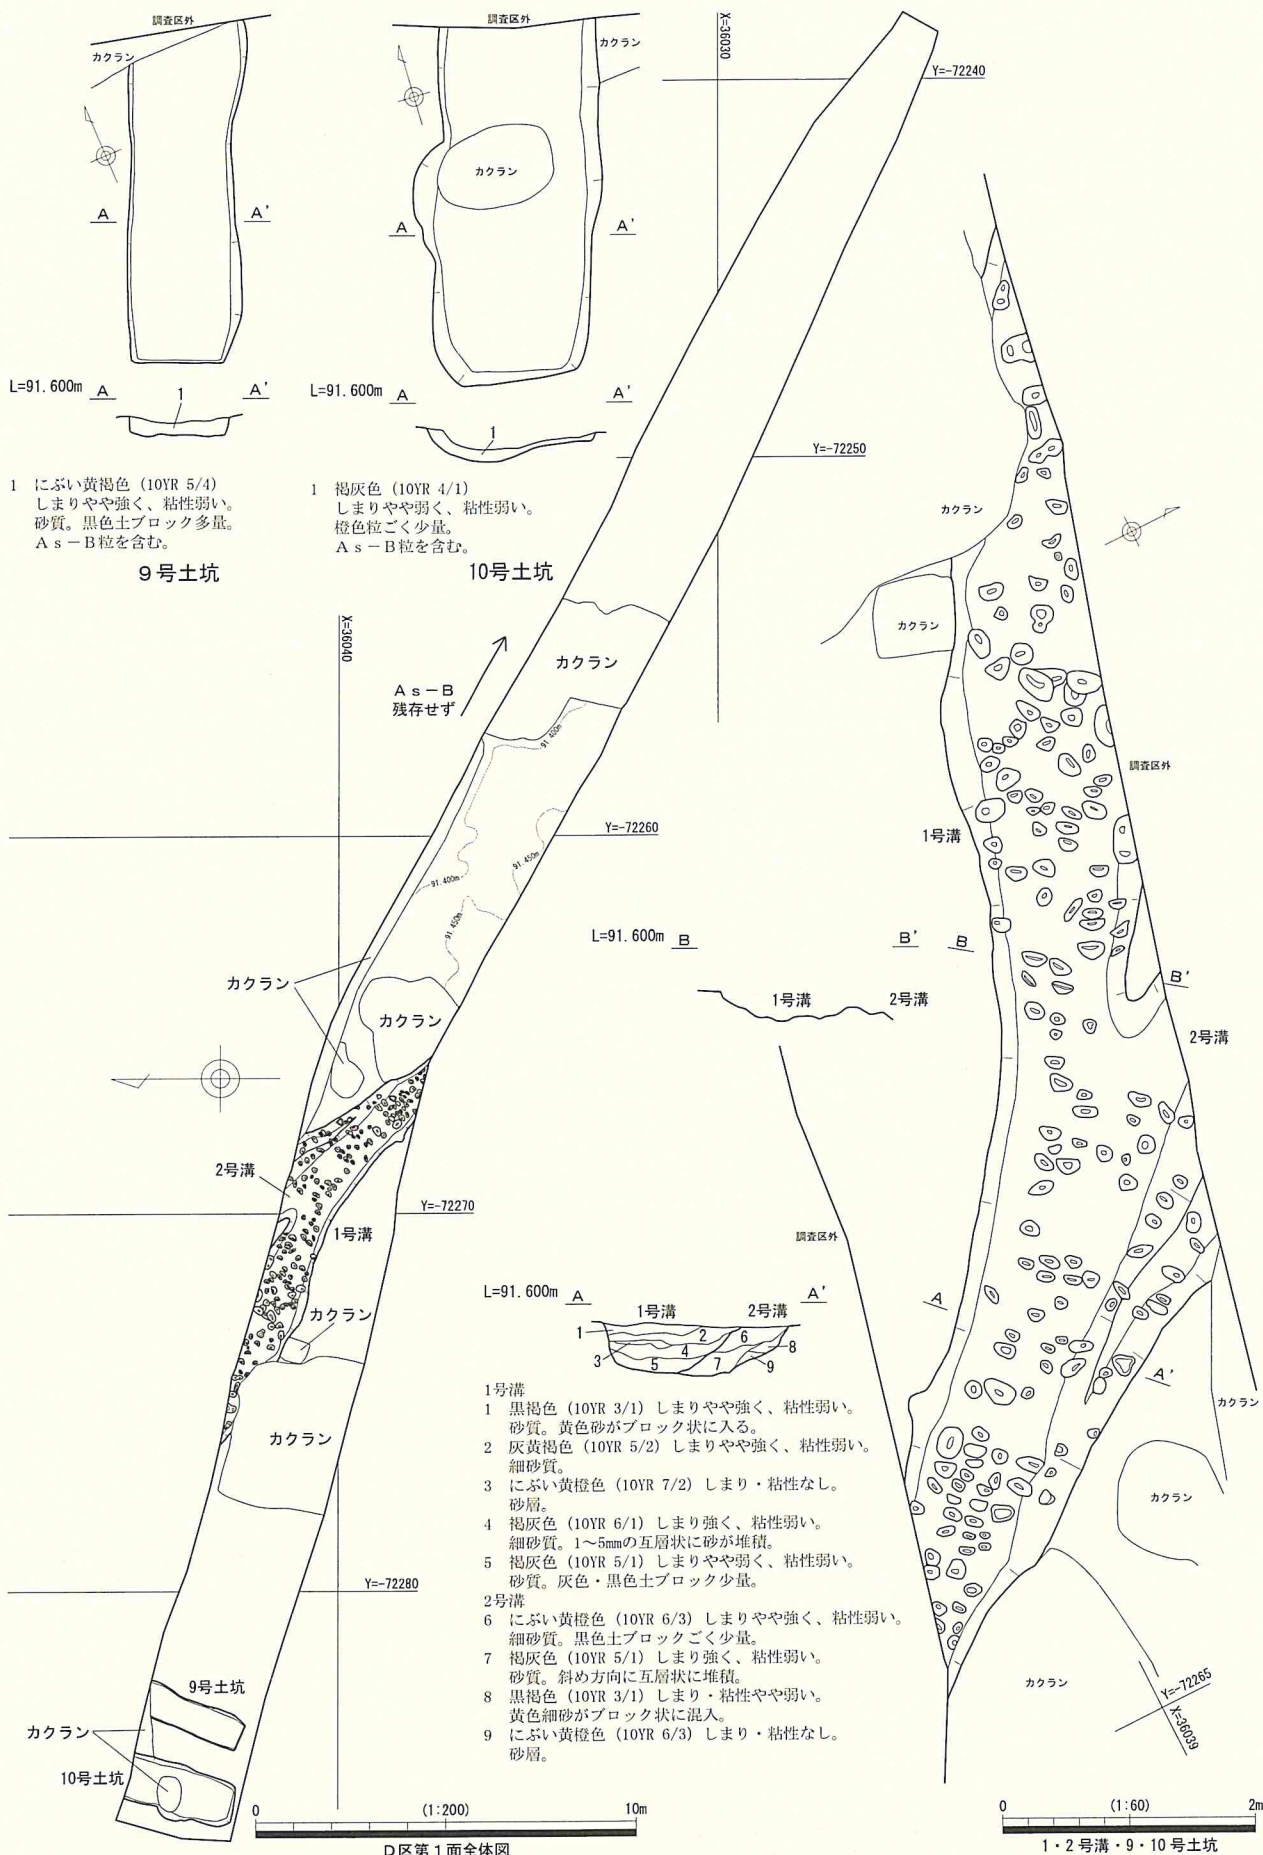 調査区外
カクラン
A
A'
L=91.600m A
A'
1
1 にぶい黄褐色 (10YR 5/4)
しまりやや強く、粘性弱い。
砂質。黒色土ブロック多量。
As-B粒を含む。
9号土坑
調査区外
カクラン
カクラン
A
A'
L=91.600m A
A'
1
1 褐灰色 (10YR 4/1)
しまりやや弱く、粘性弱い。
橙色粒ごく少量。
As-B粒を含む。
10号土坑
X=36030
Y=-72240
Y=-72250
X=36040
As-B
残存せず
カクラン
91.400m
Y=-72260
91.400m
91.450m
91.450m
カクラン
カクラン
2号溝
Y=-72270
1号溝
カクラン
カクラン
Y=-72280
9号土坑
カクラン
10号土坑
0 (1:200) 10m
D区第1面全体図
カクラン
カクラン
調査区外
1号溝
L=91.600m B
B'
B
B'
1号溝 2号溝
2号溝
調査区外
L=91.600m A
A'
1号溝 2号溝
1
2
3
4
5
6
7
8
9
A
A'
カクラン
カクラン
カクラン
Y=-72265
X=36039
1号溝
1 黒褐色 (10YR 3/1) しまりやや強く、粘性弱い。
砂質。黄色砂がブロック状に入る。
2 灰黄褐色 (10YR 5/2) しまりやや強く、粘性弱い。
細砂質。
3 にぶい黄橙色 (10YR 7/2) しまり・粘性なし。
砂層。
4 褐灰色 (10YR 6/1) しまり強く、粘性弱い。
細砂質。1~5mmの互層状に砂が堆積。
5 褐灰色 (10YR 5/1) しまりやや弱く、粘性弱い。
砂質。灰色・黒色土ブロック少量。
2号溝
6 にぶい黄橙色 (10YR 6/3) しまりやや強く、粘性弱い。
細砂質。黒色土ブロックごく少量。
7 褐灰色 (10YR 5/1) しまり強く、粘性弱い。
砂質。斜め方向に互層状に堆積。
8 黒褐色 (10YR 3/1) しまり・粘性やや弱い。
黄色細砂がブロック状に混入。
9 にぶい黄橙色 (10YR 6/3) しまり・粘性なし。
砂層。
0 (1:60) 2m
1・2号溝・9・10号土坑